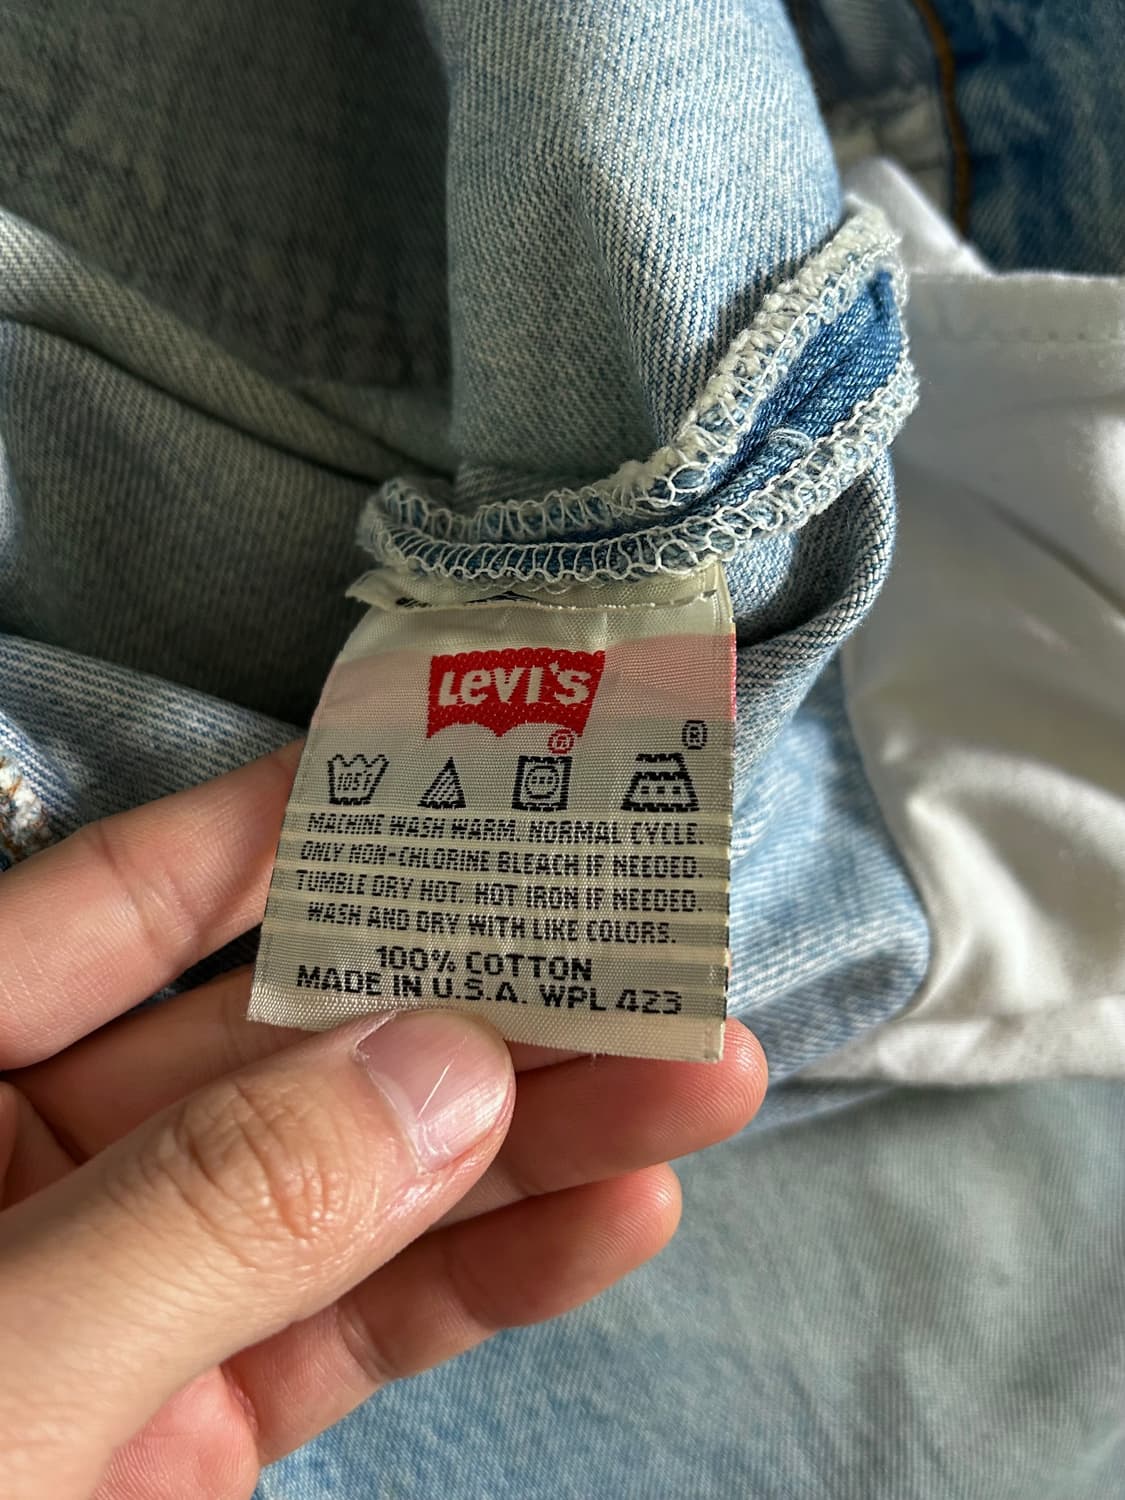 Levi's
®
®
105F
MACHINE WASH WARM. NORMAL CYCLE.
ONLY NON-CHLORINE BLEACH IF NEEDED.
TUMBLE DRY HOT. HOT IRON IF NEEDED.
WASH AND DRY WITH LIKE COLORS.
100% COTTON
MADE IN U.S.A. WPL 423